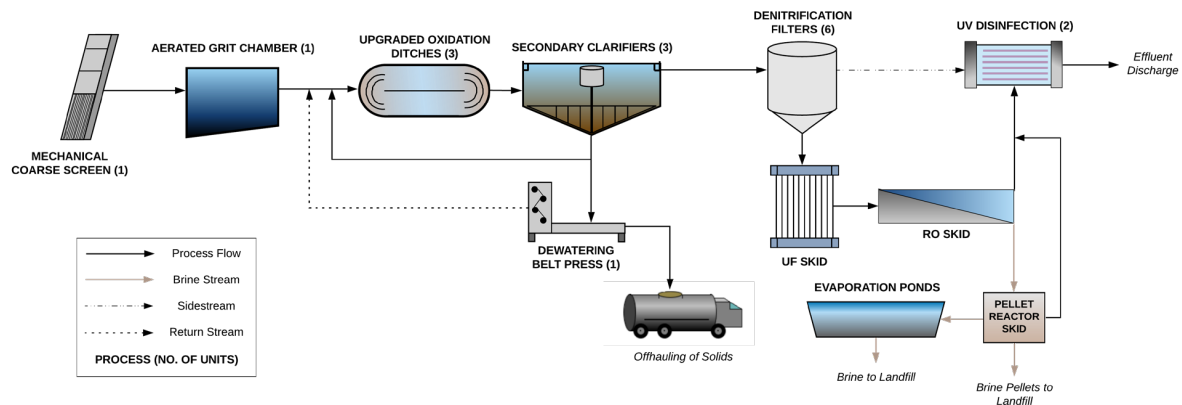 MECHANICAL
COARSE SCREEN (1)
AERATED GRIT CHAMBER (1)
UPGRADED OXIDATION
DITCHES (3)
SECONDARY CLARIFIERS (3)
DENITRIFICATION
FILTERS (6)
UV DISINFECTION (2)
Effluent
Discharge
DEWATERING
BELT PRESS (1)
Offhauling of Solids
UF SKID
RO SKID
EVAPORATION PONDS
PELLET
REACTOR
SKID
Brine to Landfill
Brine Pellets to
Landfill
Process Flow
Brine Stream
Sidestream
Return Stream
PROCESS (NO. OF UNITS)